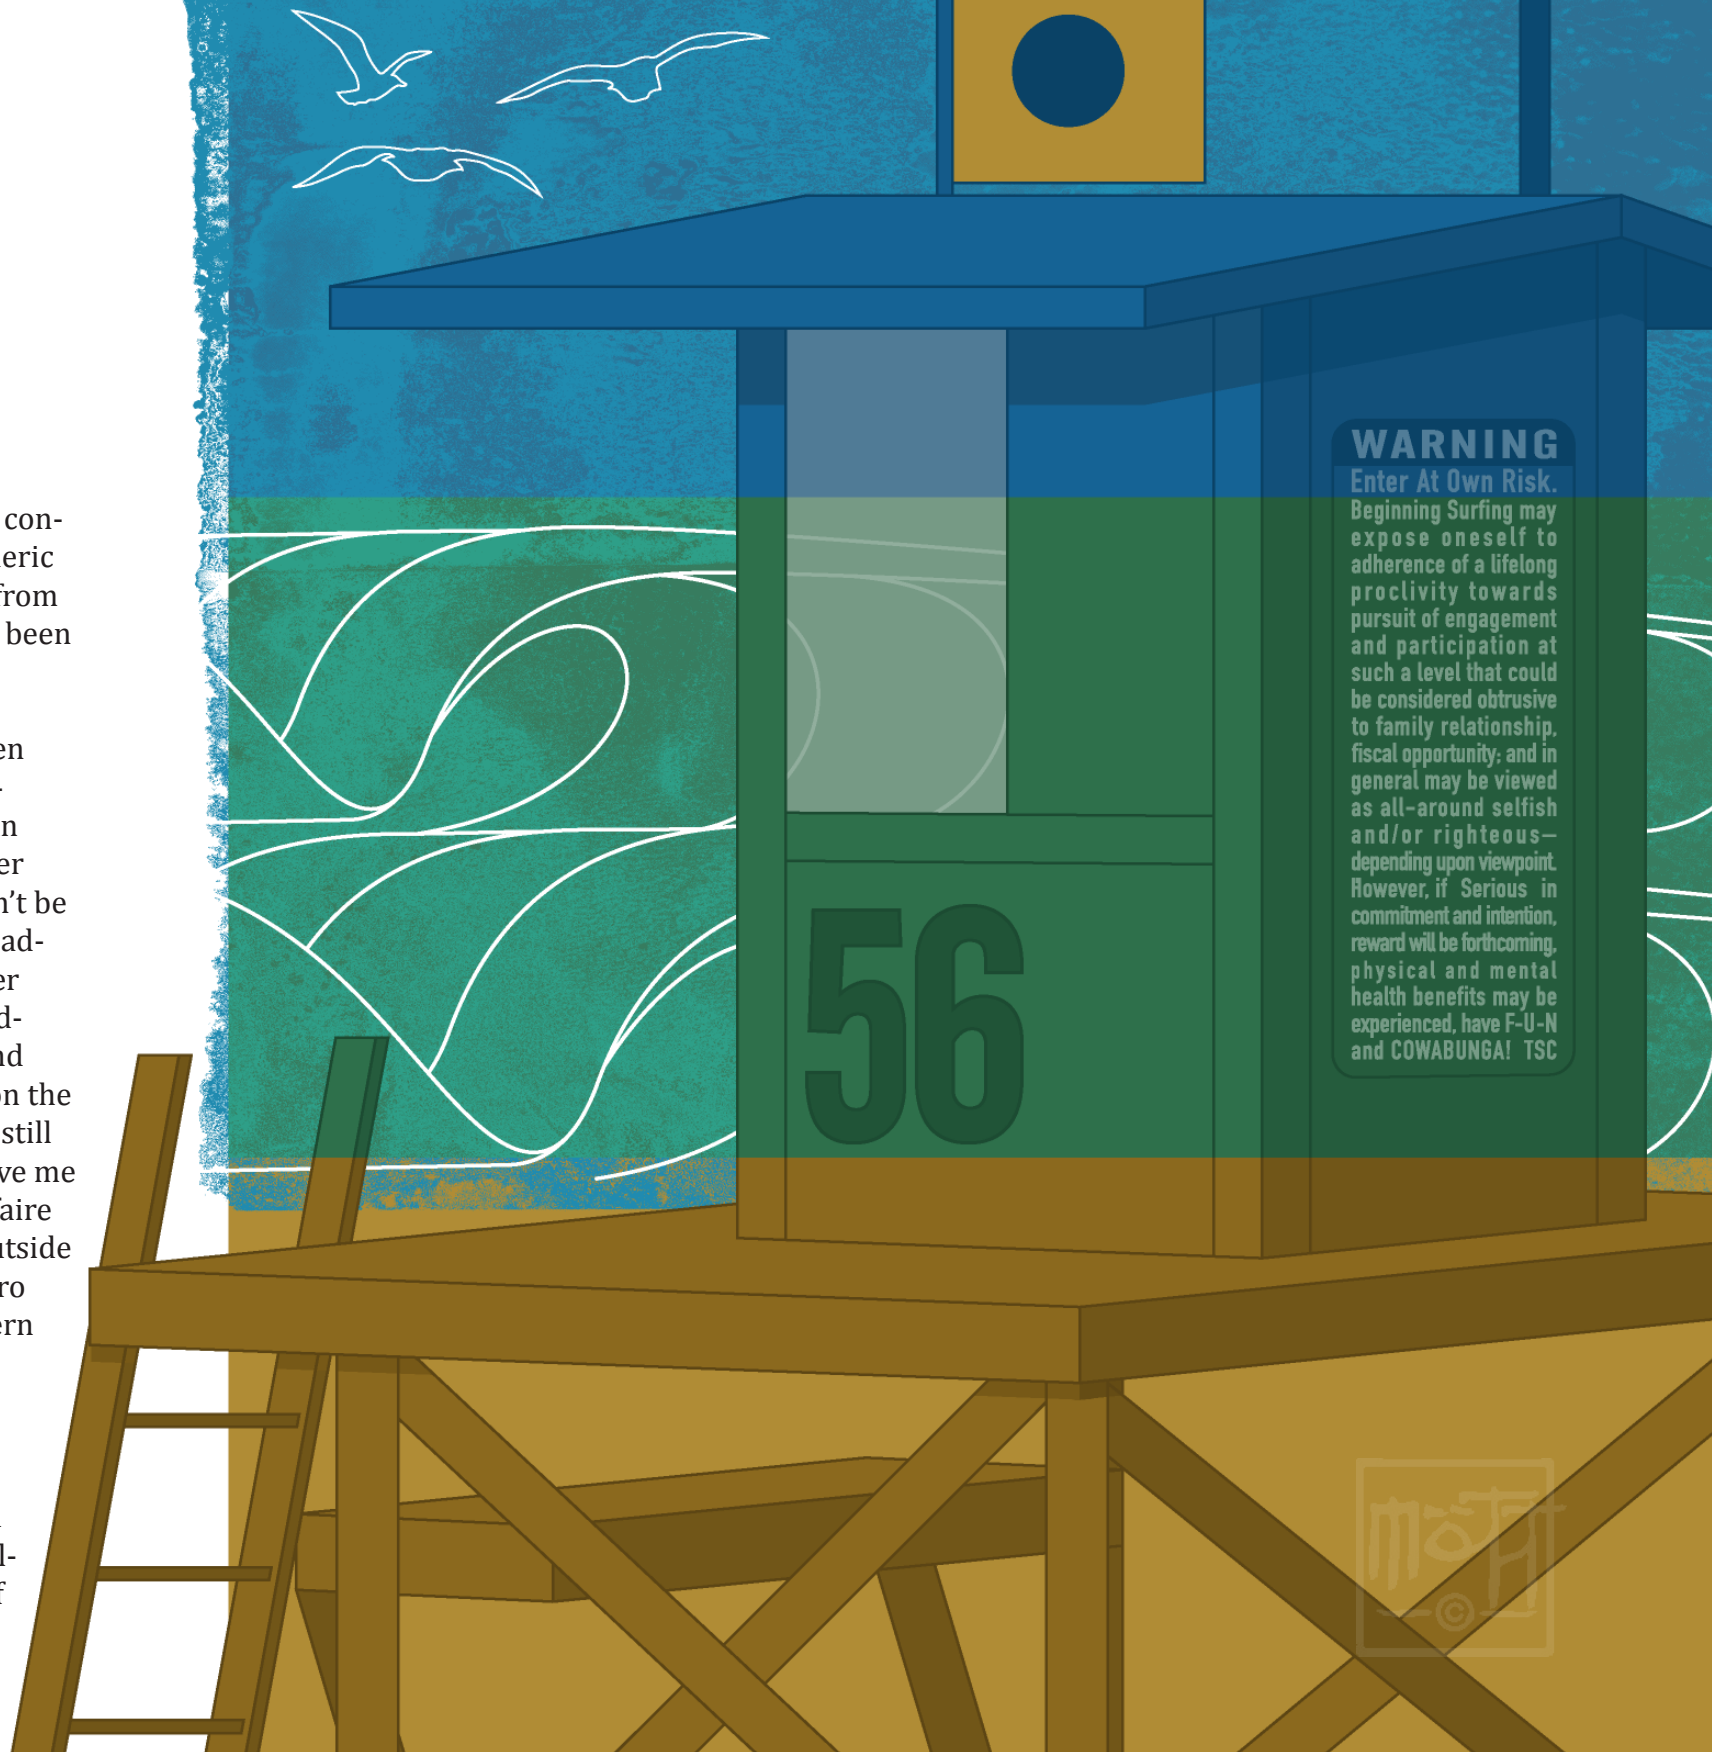 con-
eric
from
been
en
-
n
er
n't be
ad-
er
d-
nd
on the
still
ve me
faire
utside
ro
ern
l-
f
WARNING
Enter At Own Risk.
Beginning Surfing may
expose oneself to
adherence of a lifelong
proclivity towards
pursuit of engagement
and participation at
such a level that could
be considered obtrusive
to family relationship,
fiscal opportunity; and in
general may be viewed
as all-around selfish
and/or righteous—
depending upon viewpoint.
However, if Serious in
commitment and intention,
reward will be forthcoming,
physical and mental
health benefits may be
experienced, have F-U-N
and COWABUNGA! TSC
56
©